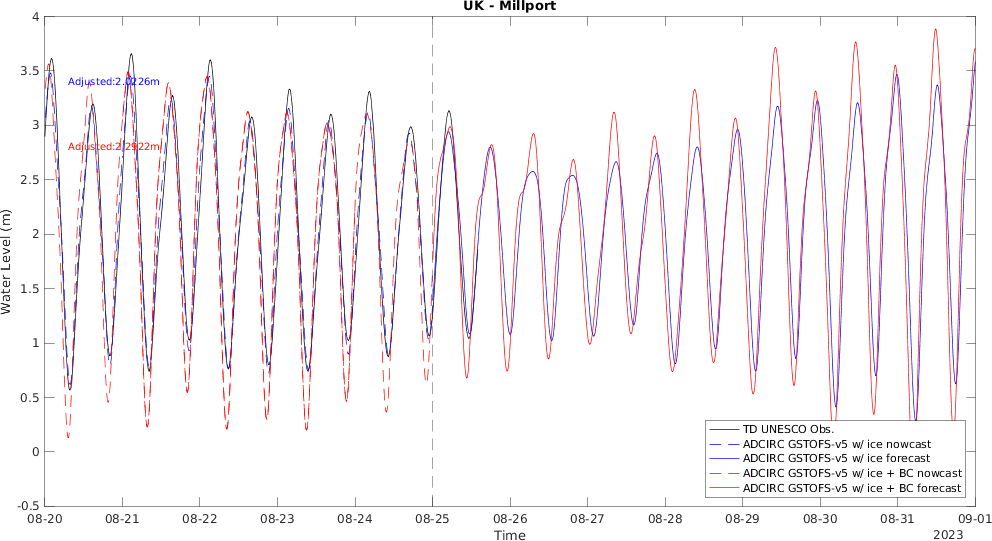 UK - Millport
Water Level (m)
4
3.5
3
2.5
2
1.5
1
0.5
0
-0.5
Adjusted:2.0226m
Adjusted:2.2922m
TD UNESCO Obs.
ADCIRC GSTOFS-v5 w/ ice nowcast
ADCIRC GSTOFS-v5 w/ ice forecast
ADCIRC GSTOFS-v5 w/ ice + BC nowcast
ADCIRC GSTOFS-v5 w/ ice + BC forecast
08-20 08-21 08-22 08-23 08-24 08-25 08-26 08-27 08-28 08-29 08-30 08-31 09-01
Time
2023